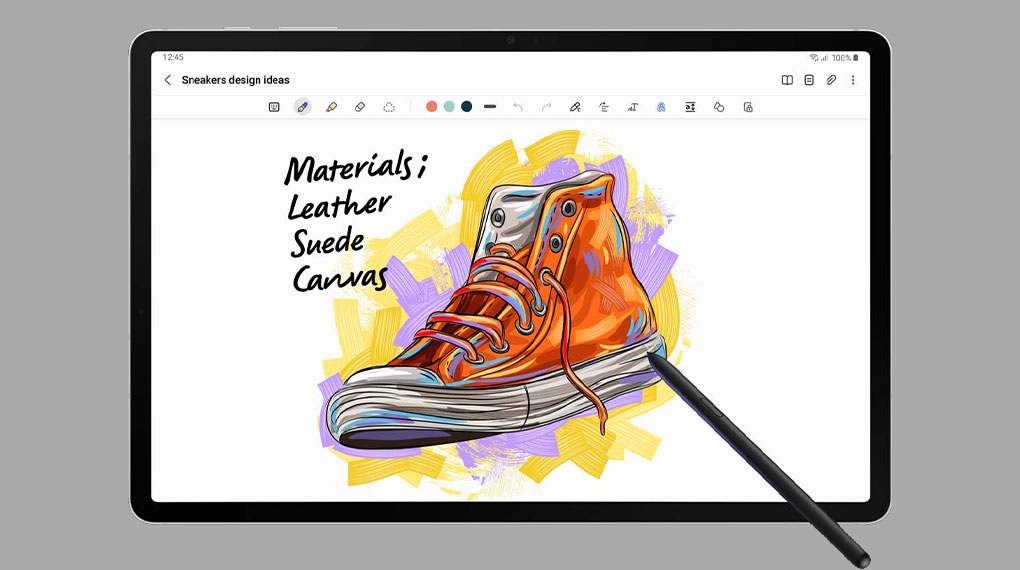 12:45
100%
Sneakers design ideas
Materials;
Leather
Suede
Canvas